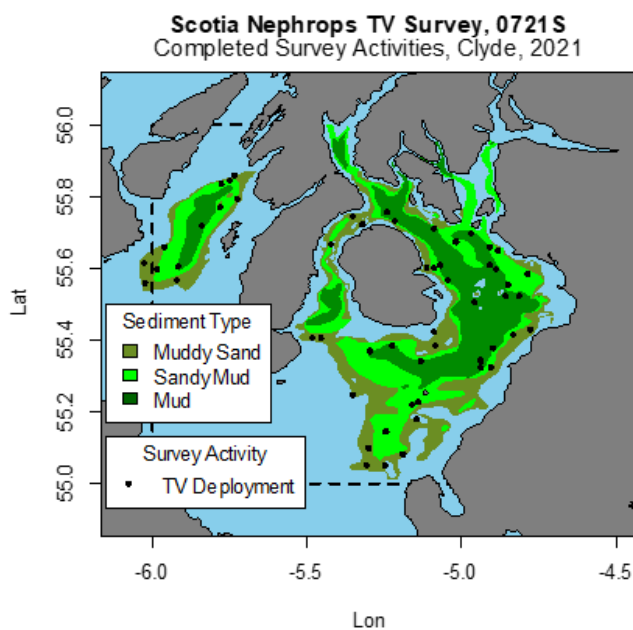 Scotia Nephrops TV Survey, 0721S
Completed Survey Activities, Clyde, 2021
Lat
56.0
55.8
55.6
55.4
55.2
55.0
Sediment Type
Muddy Sand
Sandy Mud
Mud
Survey Activity
TV Deployment
-6.0
-5.5
-5.0
-4.5
Lon